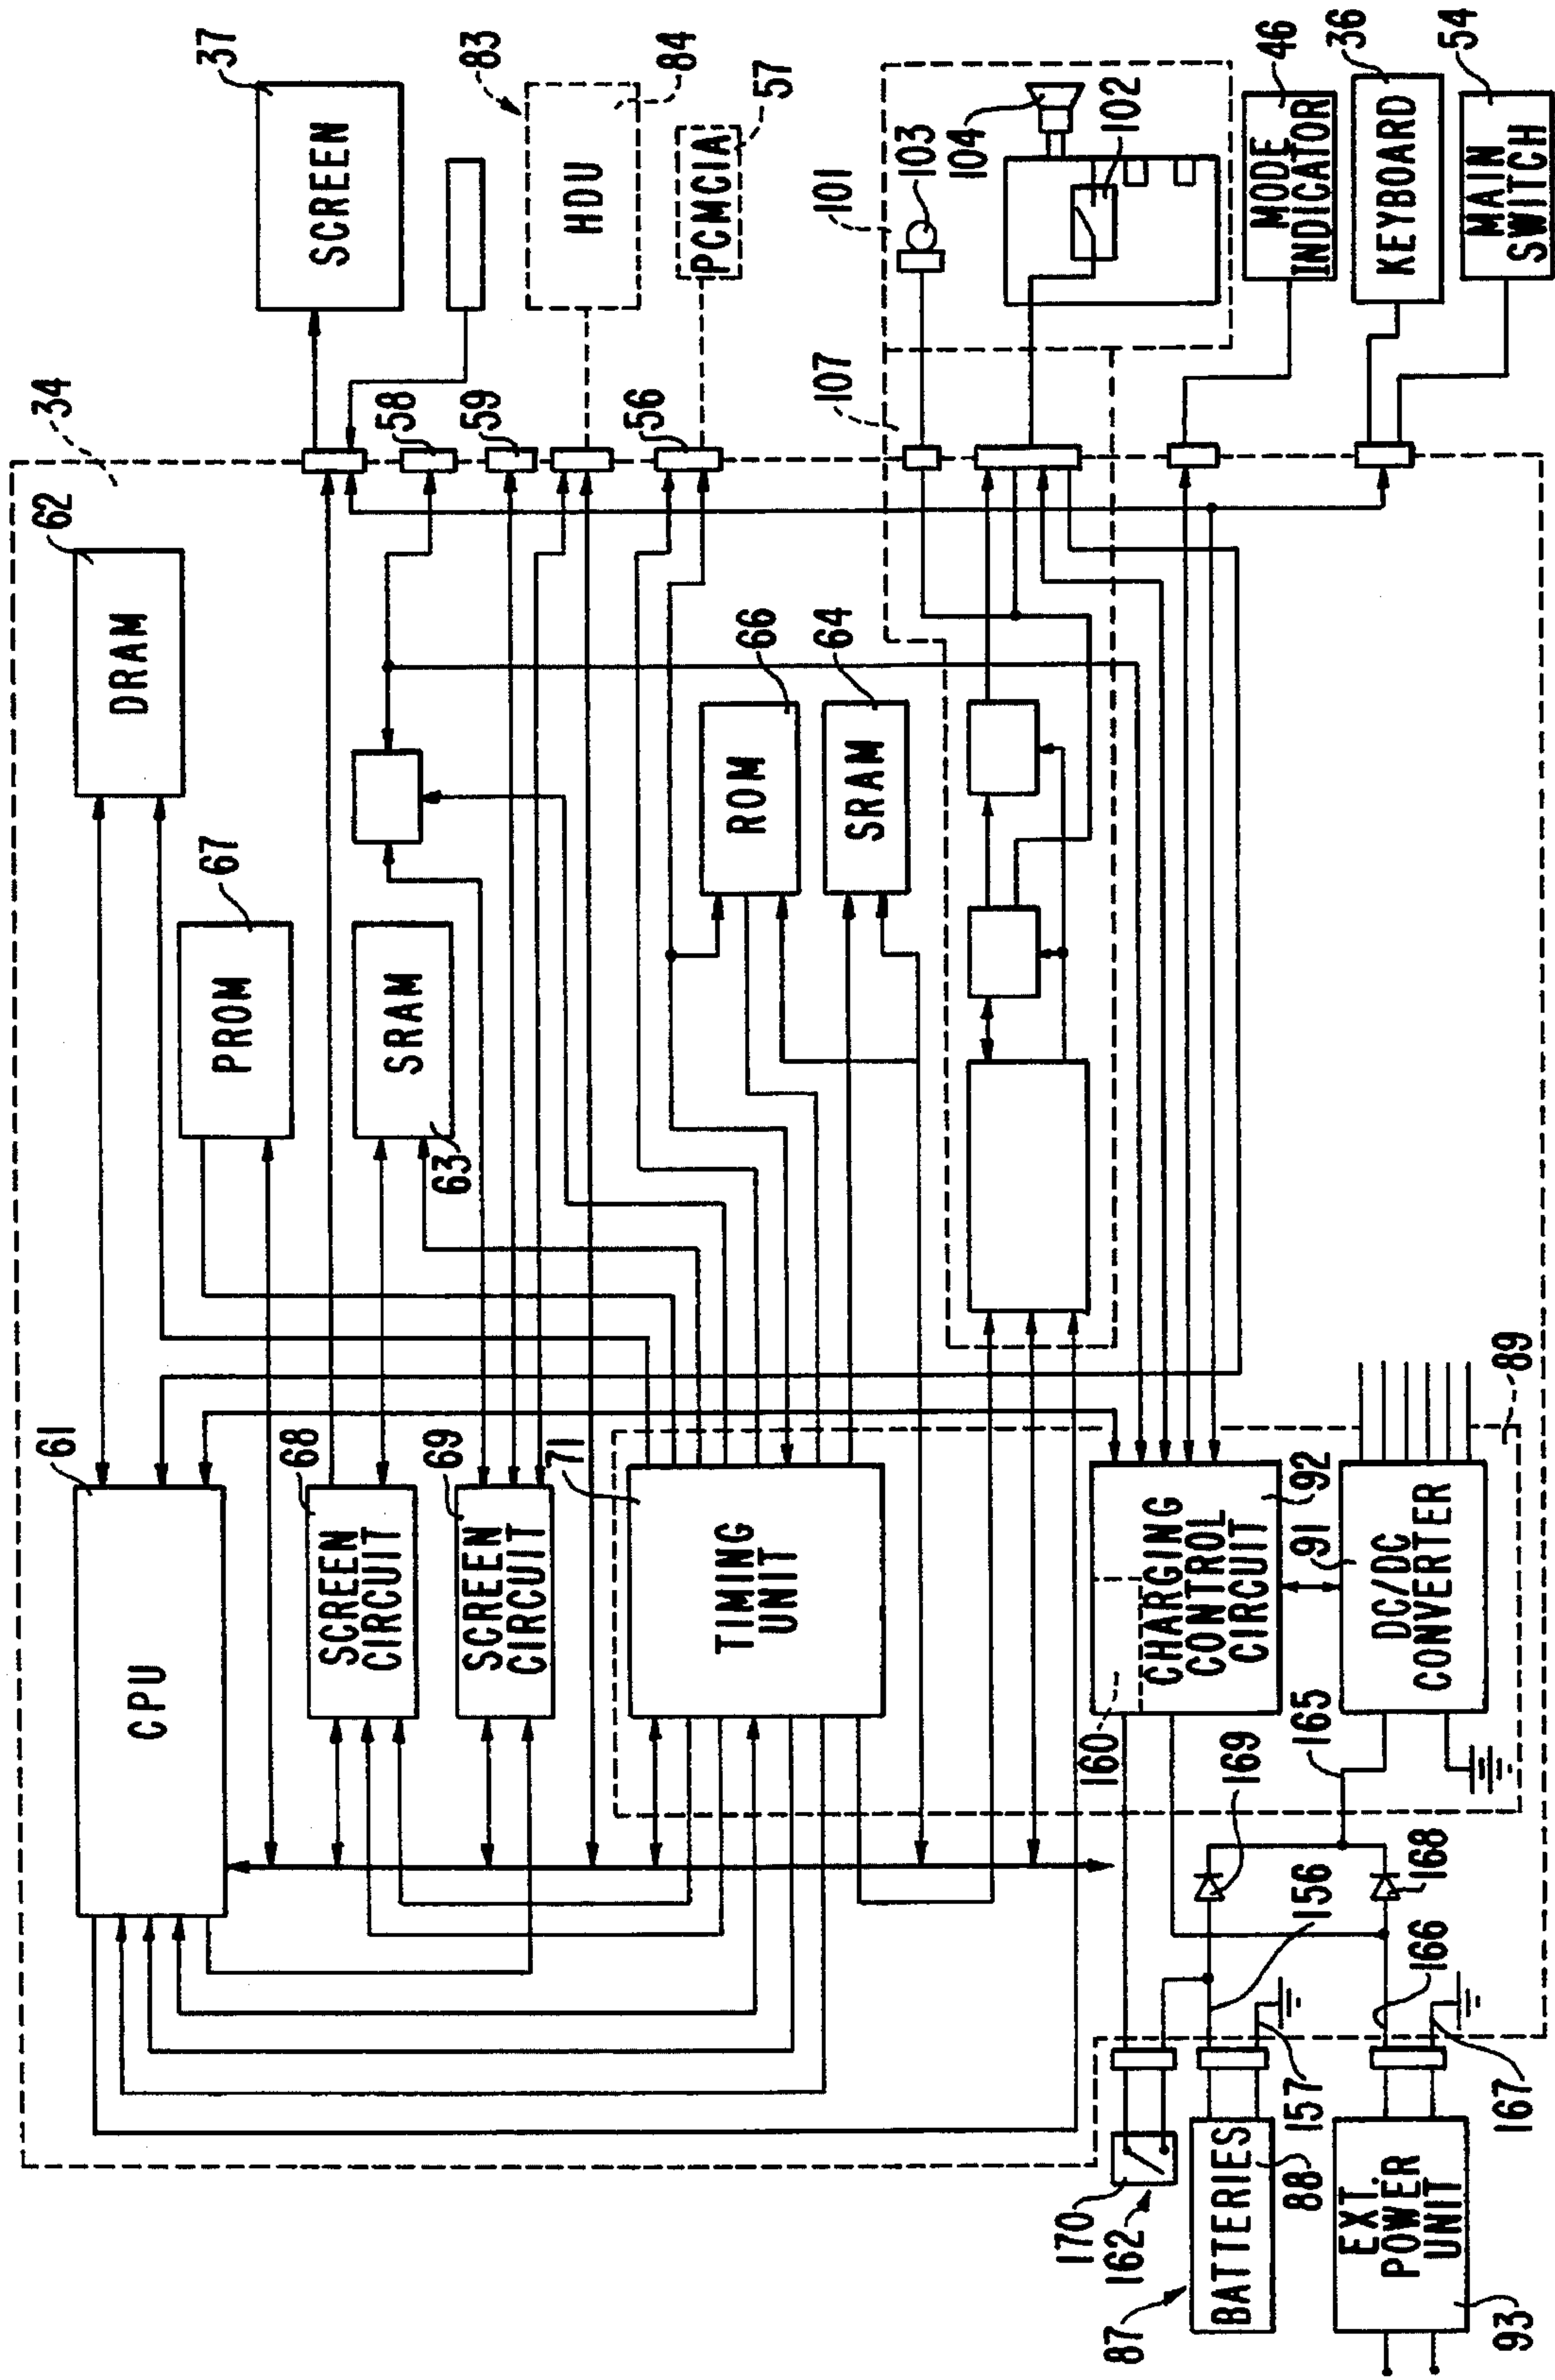 34
61
CPU
62
DRAM
67
PROM
68
SCREEN
CIRCUIT
63
SRAM
37
SCREEN
58
69
SCREEN
CIRCUIT
59
83
HDU
84
71
TIMING
UNIT
66
ROM
56
PCMCIA
57
64
SRAM
107
101
103
104
102
170
162
160
CHARGING
CONTROL
CIRCUIT
92
46
MODE
INDICATOR
87
BATTERIES
88
157
156
169
165
91
DC/DC
CONVERTER
89
36
KEYBOARD
93
EXT.
POWER
UNIT
167
166
168
54
MAIN
SWITCH